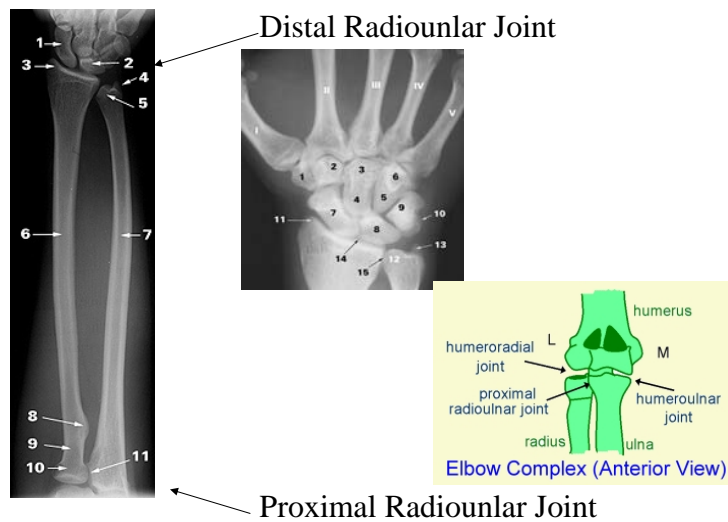 Distal Radiounlar Joint
1
2
3
4
5
6
7
8
9
10
11
I
II
III
IV
V
1
2
3
6
4
5
7
9
10
11
8
13
14
15
12
humerus
L
M
humeroradial
joint
proximal
radioulnar joint
humeroulnar
joint
radius
ulna
Elbow Complex (Anterior View)
Proximal Radiounlar Joint